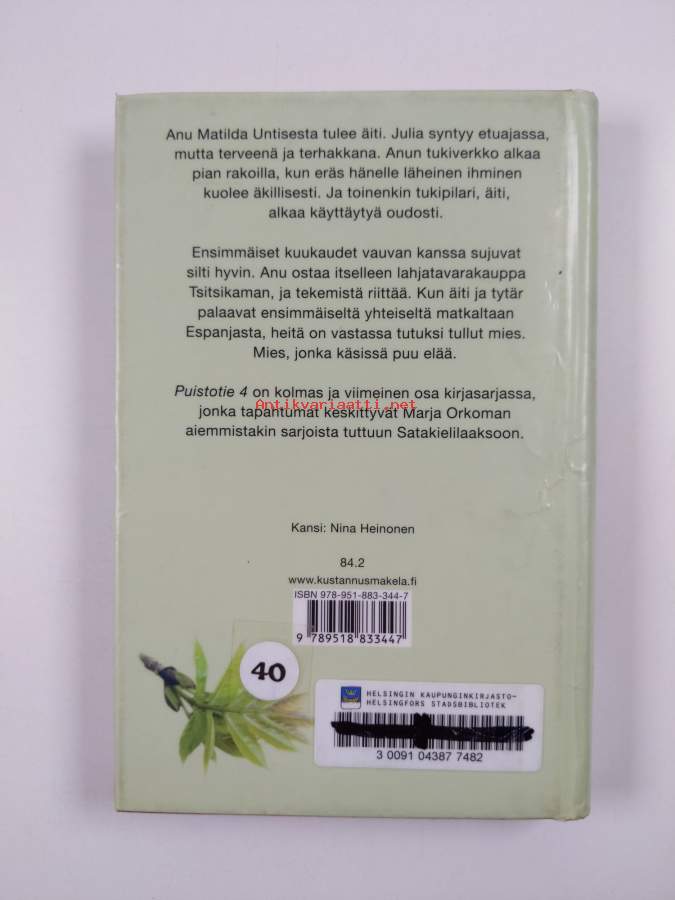 Anu Matilda Untisesta tulee äiti. Julia syntyy etuajassa,
mutta terveenä ja terhakkana. Anun tukiverkko alkaa
pian rakoilla, kun eräs hänelle läheinen ihminen
kuolee äkillisesti. Ja toinenkin tukipilari, äiti,
alkaa käyttäytyä oudosti.
Ensimmäiset kuukaudet vauvan kanssa sujuvat
silti hyvin. Anu ostaa itselleen lahjatavarakauppa
Tsitsikaman, ja tekemistä riittää. Kun äiti ja tytär
palaavat ensimmäiseltä yhteiseltä matkaltaan
Espanjasta, heitä on vastassa tutuksi tullut mies.
Mies, jonka käsissä puu elää.
Puistotie 4 on kolmas ja viimeinen osa kirjasarjassa,
Antikvariaatti.net
jonka tapahtumat keskittyvät Marja Orkoman
aiemmistakin sarjoista tuttuun Satakielilaaksoon.
Kansi: Nina Heinonen
84.2
www.kustannusmakela.fi
ISBN 978-951-883-344-7
9 789518 833447
40
HELSINGIN KAUPUNGINKIRJASTO-
HELSINGFORS STADSBIBLIOTEK
3 0091 04387 7482